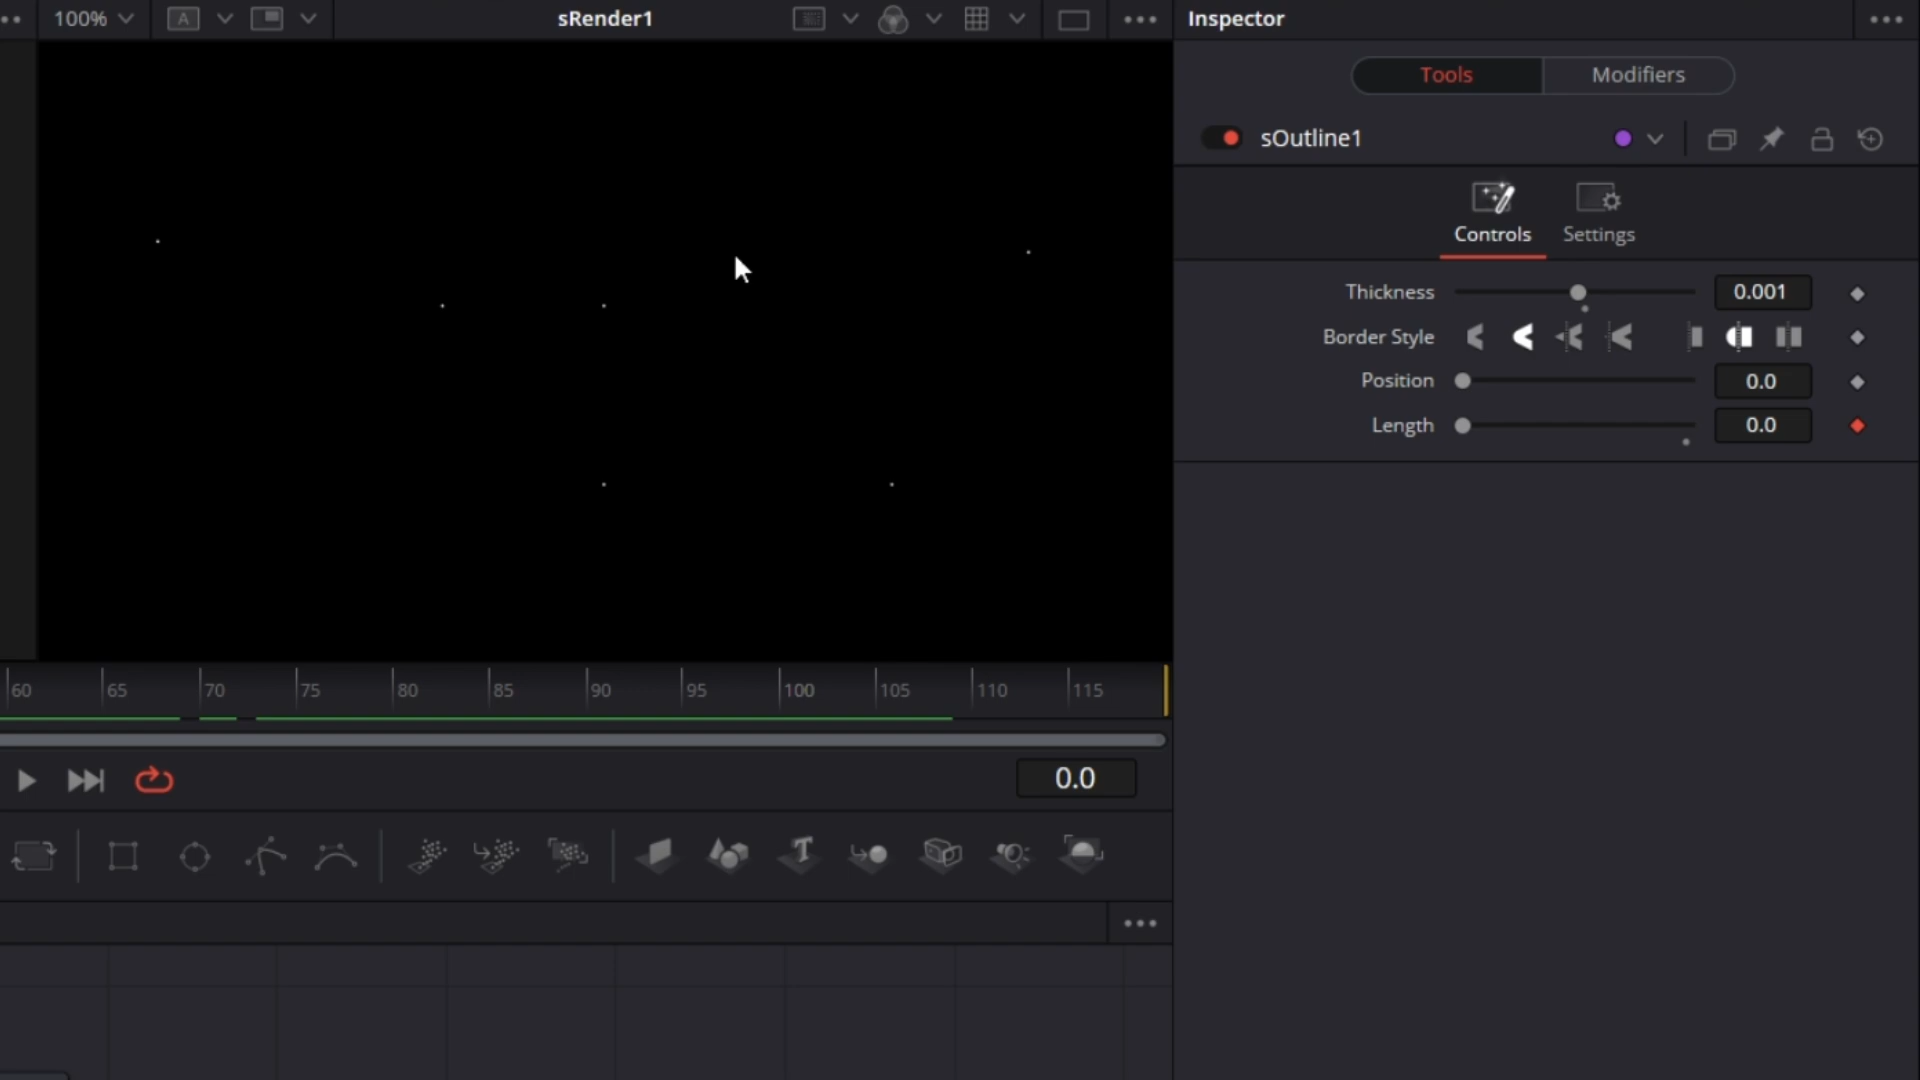 100%
A
sRender1
Inspector
Tools
Modifiers
sOutline1
Controls
Settings
Thickness
0.001
Border Style
Position
0.0
Length
0.0
60 65 70 75 80 85 90 95 100 105 110 115
0.0
T